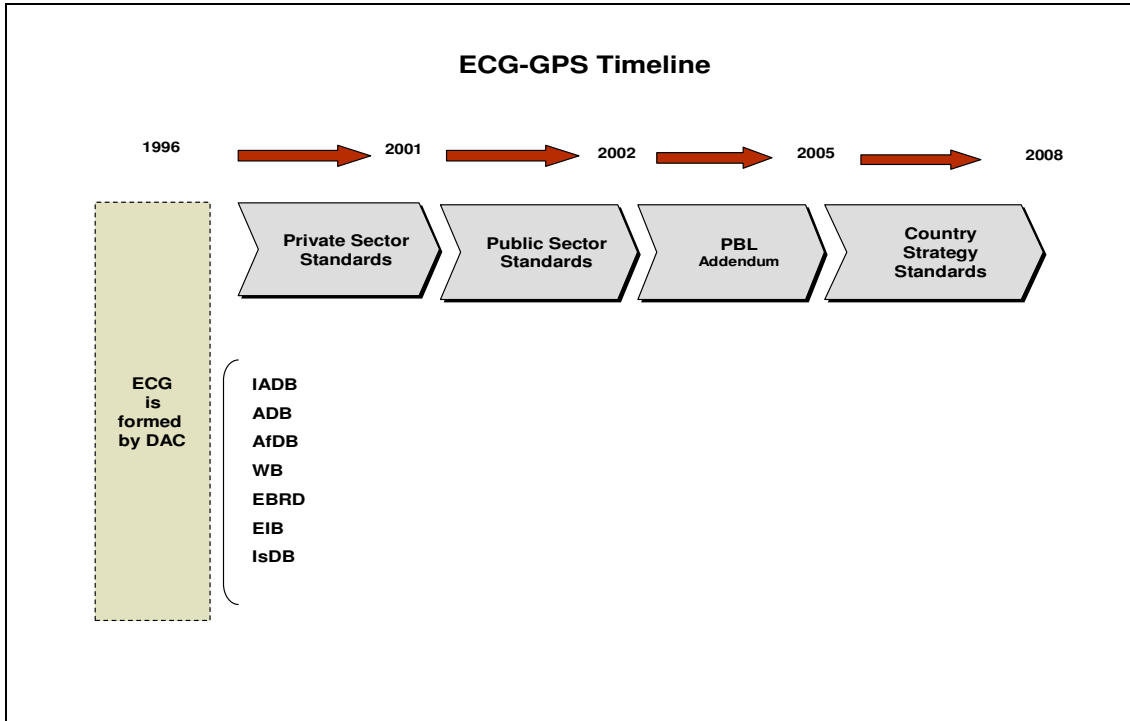 ECG-GPS Timeline
1996
2001
2002
2005
2008
Private Sector
Standards
Public Sector
Standards
PBL
Addendum
Country
Strategy
Standards
ECG
is
formed
by DAC
IADB
ADB
AfDB
WB
EBRD
EIB
IsDB